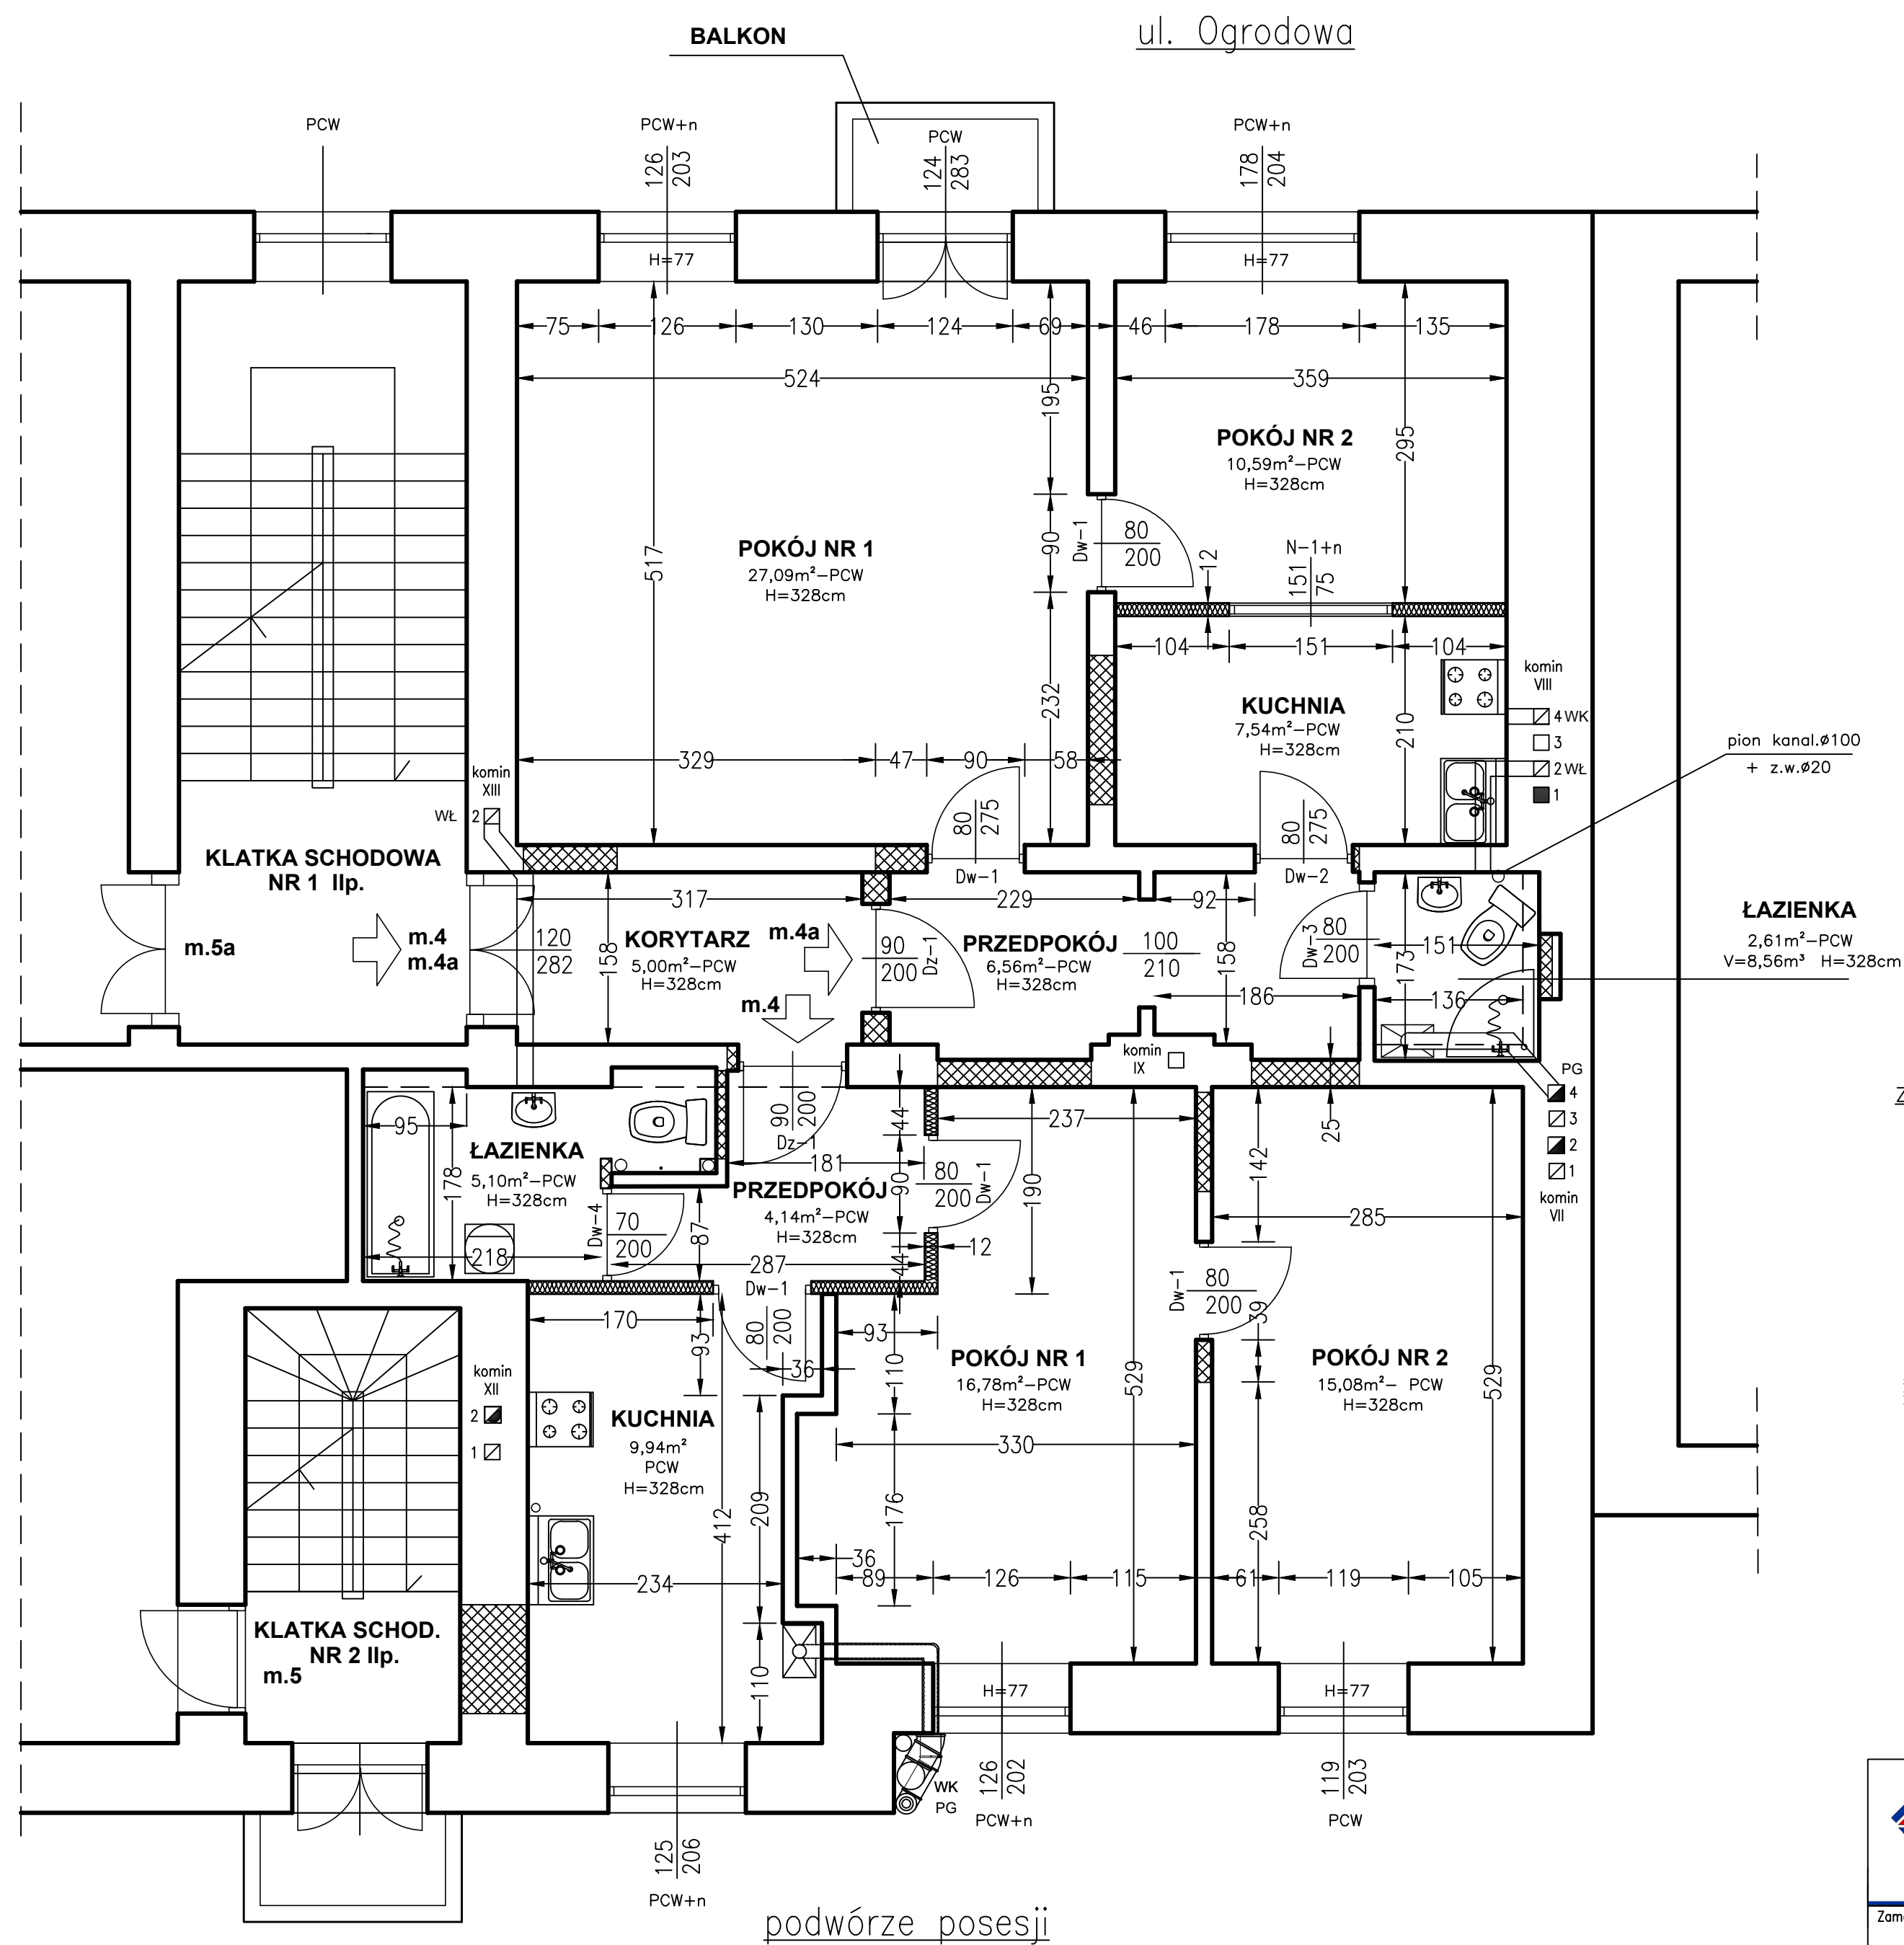 ul. Ogrodowa
BALKON
PCW
PCW+n
126
203
PCW
124
283
PCW+n
178
204
H=77
H=77
75
126
130
124
69
46
178
135
524
359
195
295
517
POKÓJ NR 2
10,59m²-PCW
H=328cm
POKÓJ NR 1
27,09m²-PCW
H=328cm
90
Dw-1
80
200
12
N-1+n
151
75
104
151
104
232
210
KUCHNIA
7,54m²-PCW
H=328cm
komin
VIII
4 WK
3
2 WŁ
1
pion kanal.ø100
+ z.w.ø20
329
47
90
58
komin
XIII
WŁ
2
80
275
Dw-1
80
275
Dw-2
KLATKA SCHODOWA
NR 1 IIp.
m.5a
m.4
m.4a
120
282
317
158
KORYTARZ
5,00m²-PCW
H=328cm
m.4a
m.4
90
200
Dz-1
229
92
PRZEDPOKÓJ
6,56m²-PCW
H=328cm
100
210
158
186
Dw-3
80
200
151
173
136
ŁAZIENKA
2,61m²-PCW
V=8,56m³ H=328cm
komin
IX
PG
4
3
2
1
komin
VII
95
178
ŁAZIENKA
5,10m²-PCW
H=328cm
218
90
200
Dz-1
181
PRZEDPOKÓJ
4,14m²-PCW
H=328cm
Dw-4
70
200
87
287
44
90
44
80
200
Dw-1
12
237
190
25
142
285
Dw-1
80
200
39
Dw-1
80
200
170
93
36
93
110
POKÓJ NR 1
16,78m²-PCW
H=328cm
529
POKÓJ NR 2
15,08m²- PCW
H=328cm
529
komin
XII
2
1
KUCHNIA
9,94m²
PCW
H=328cm
330
412
209
176
258
234
36
89
126
115
61
119
105
110
KLATKA SCHOD.
NR 2 IIp.
m.5
H=77
H=77
WK
PG
126
202
PCW+n
119
203
PCW
125
206
PCW+n
podwórze posesji